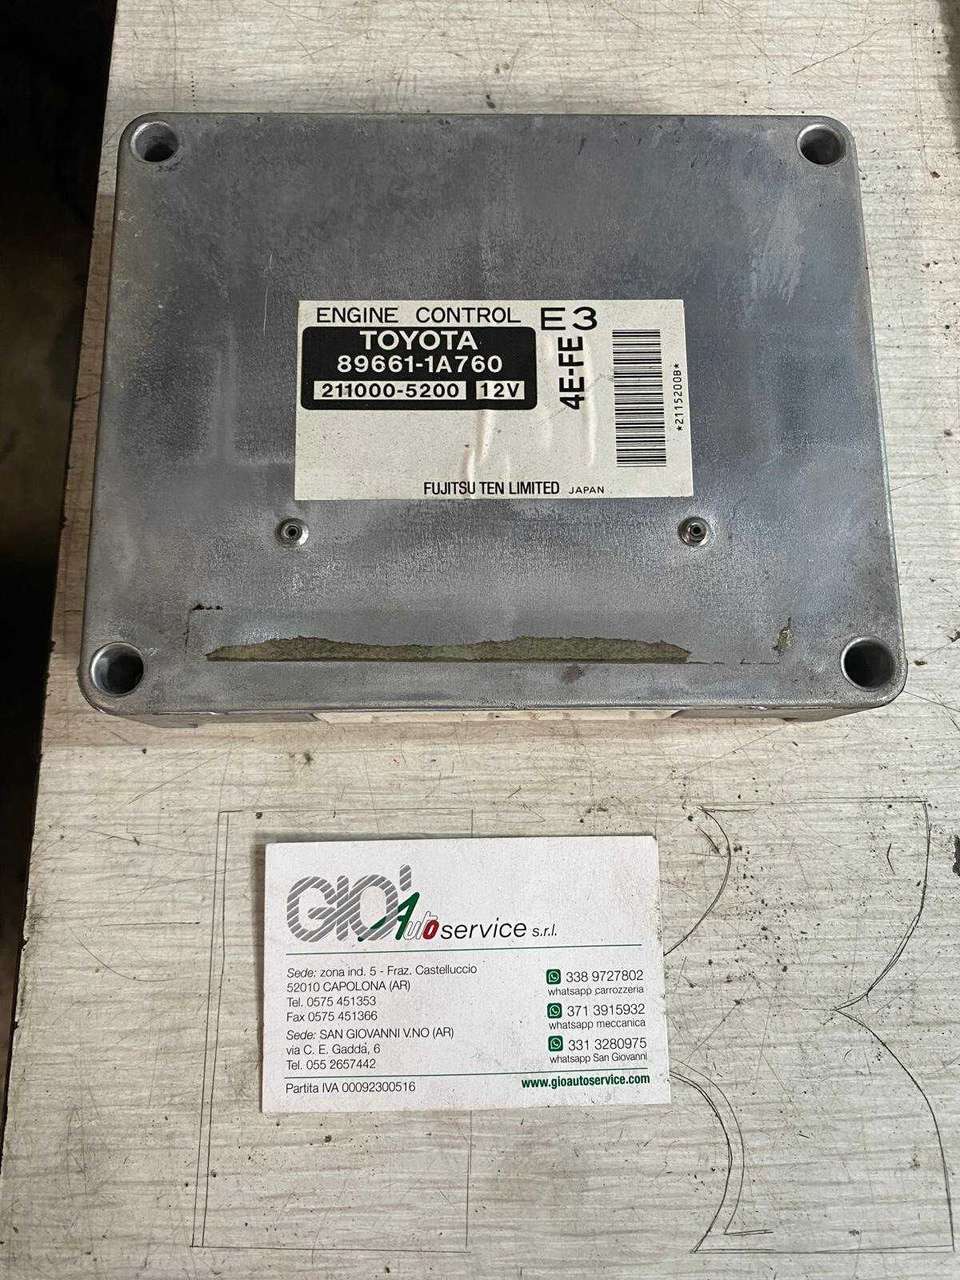 ENGINE CONTROL E3
TOYOTA
89661-1A760
211000-5200 12V
4E-FE
*2115200B*
FUJITSU TEN LIMITED JAPAN
GIO' Auto service s.r.l.
Sede: zona ind. 5 - Fraz. Castelluccio
52010 CAPOLONA (AR)
Tel. 0575 451353
Fax 0575 451366
Sede: SAN GIOVANNI V.NO (AR)
via C. E. Gadda, 6
Tel. 055 2657442
Partita IVA 00092300516
338 9727802
whatsapp carrozzeria
371 3915932
whatsapp meccanica
331 3280975
whatsapp San Giovanni
www.gioautoservice.com